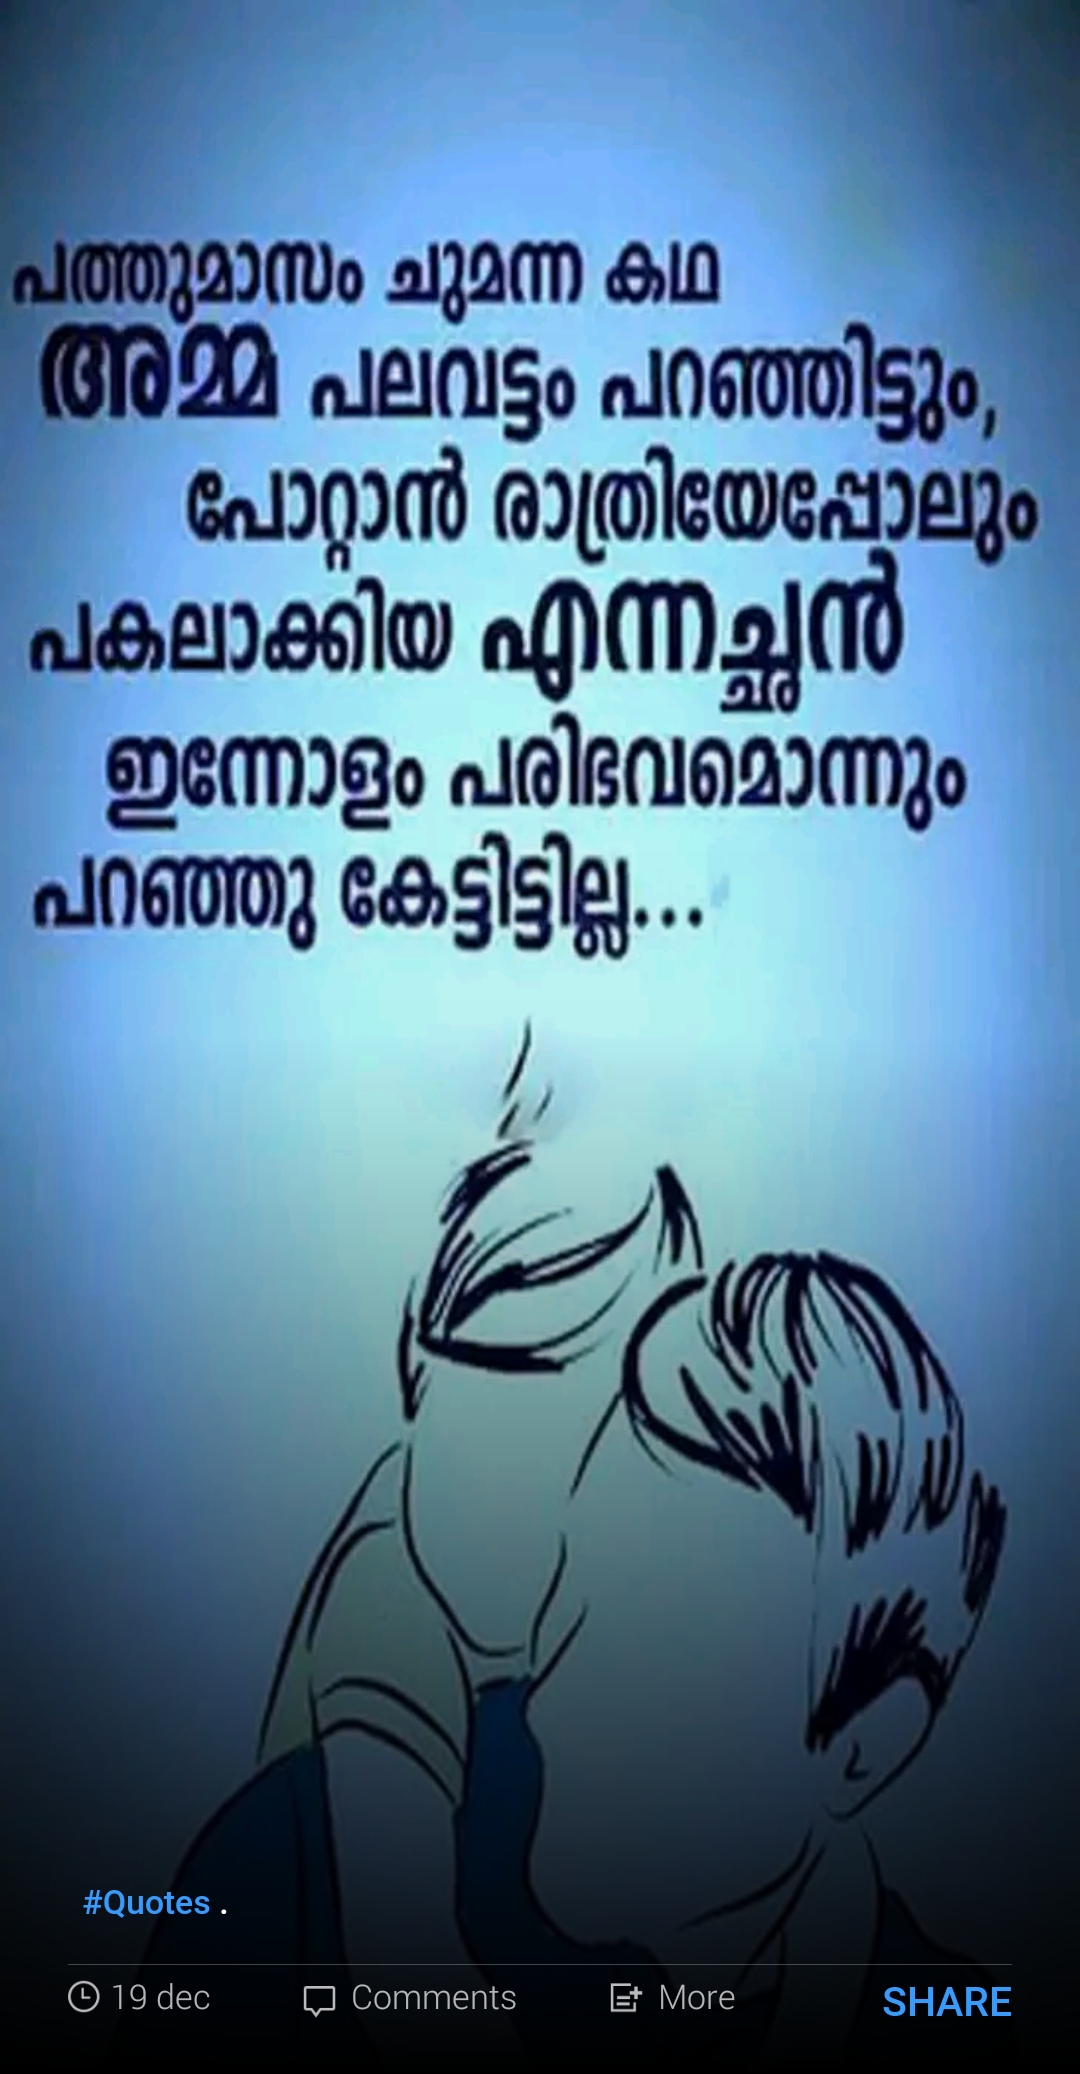 പത്തുമാസം ചുമന്ന കഥ
അമ്മ പലവട്ടം പറഞ്ഞിട്ടും,
പോറ്റാൻ രാത്രിയേപ്പോലും
പകലാക്കിയ എന്നച്ഛൻ
ഇന്നോളം പരിഭവമൊന്നും
പറഞ്ഞു കേട്ടിട്ടില്ല...
#Quotes .
19 dec Comments More SHARE